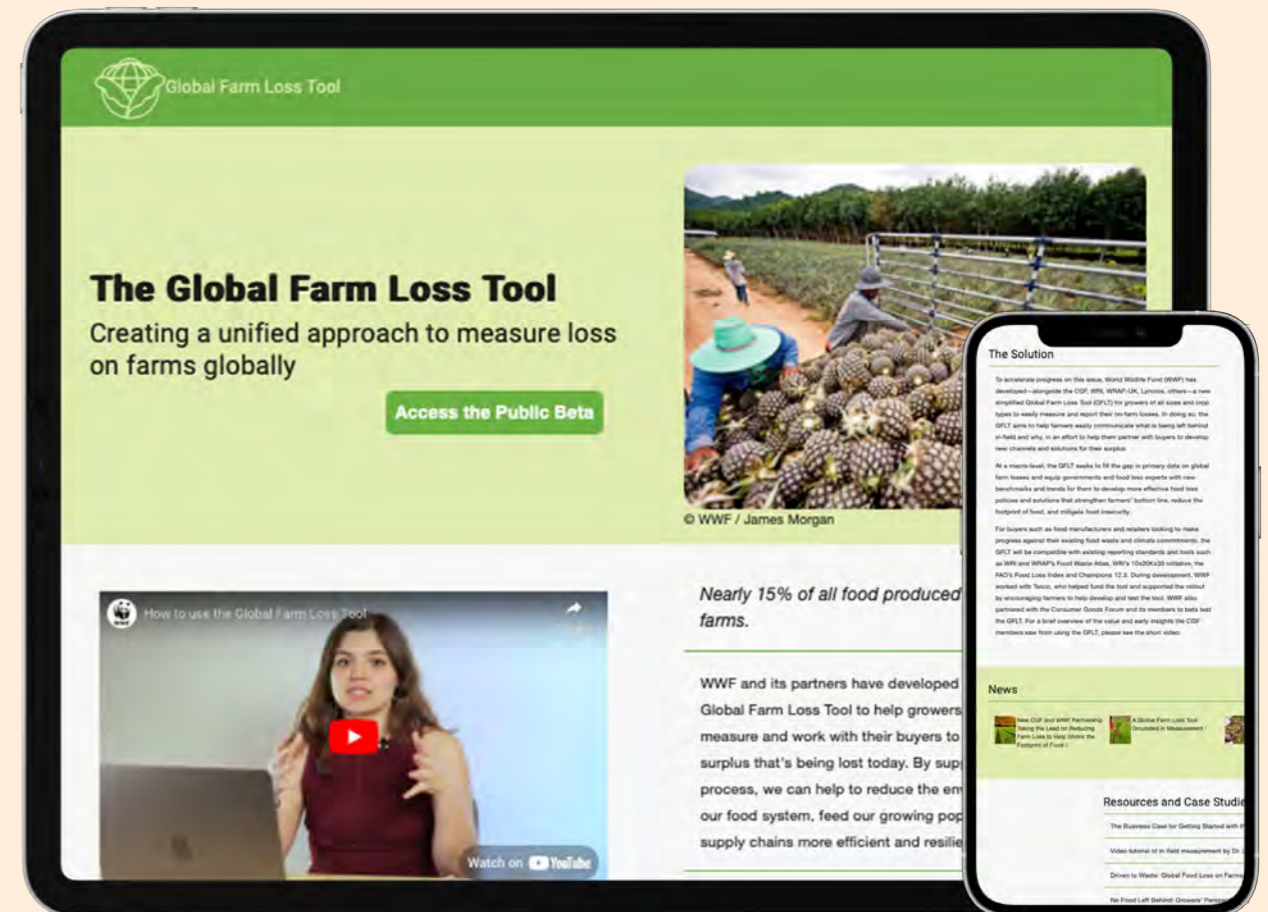 Global Farm Loss Tool
The Global Farm Loss Tool
Creating a unified approach to measure loss
on farms globally
Access the Public Beta
© WWF / James Morgan
How to use the Global Farm Loss Tool
Watch on YouTube
Nearly 15% of all food produced
farms.
WWF and its partners have developed
Global Farm Loss Tool to help growers
measure and work with their buyers to
surplus that's being lost today. By sup
process, we can help to reduce the en
our food system, feed our growing pop
supply chains more efficient and resilie
The Solution
To accelerate progress on this issue, World Wildlife Fund (WWF) has
developed—alongside the CGF, WRI, WRAP-UK, others—a new
simplified Global Farm Loss Tool (GFLT) for growers of all sizes and crop
types to easily measure and report their on-farm losses. In doing so, the
GFLT aims to help farmers easily communicate what is being left behind
in-field and why, in an effort to help them partner with buyers to develop
new channels and solutions for their surplus.
At a macro-level, the GFLT seeks to fill the gap in primary data on global
farm losses and equip governments and food loss experts with new
benchmarks and trends for them to develop more effective food loss
policies and solutions that strengthen farmers' bottom line, reduce the
footprint of food, and mitigate food insecurity.
For buyers such as food manufacturers and retailers looking to make
progress against their existing food waste and climate commitments, the
GFLT will be compatible with existing reporting standards and tools such
as WRI and WRAP's Food Waste Atlas, WRI's 10x20x30 initiative, the
FAO's Food Loss Index and Champions 12.3. During development, WWF
worked with Tesco, who helped fund the tool and supported the rollout
by encouraging farmers to help develop and test the tool. WWF also
partnered with the Consumer Goods Forum and its members to beta test
the GFLT. For a brief overview of the value and early insights the CGF
members saw from using the GFLT, please see the short video.
News
New CGF and WWF Partnership
Taking the Lead on Reducing
Farm Loss to Help Shrink the
Footprint of Food
A Global Farm Loss Tool
Grounded in Measurement
Resources and Case Studie
The Business Case for Getting Started with
Video tutorial of in-field measurement by Dr.
Driven to Waste: Global Food Loss on Farms
No Food Left Behind: Growers'